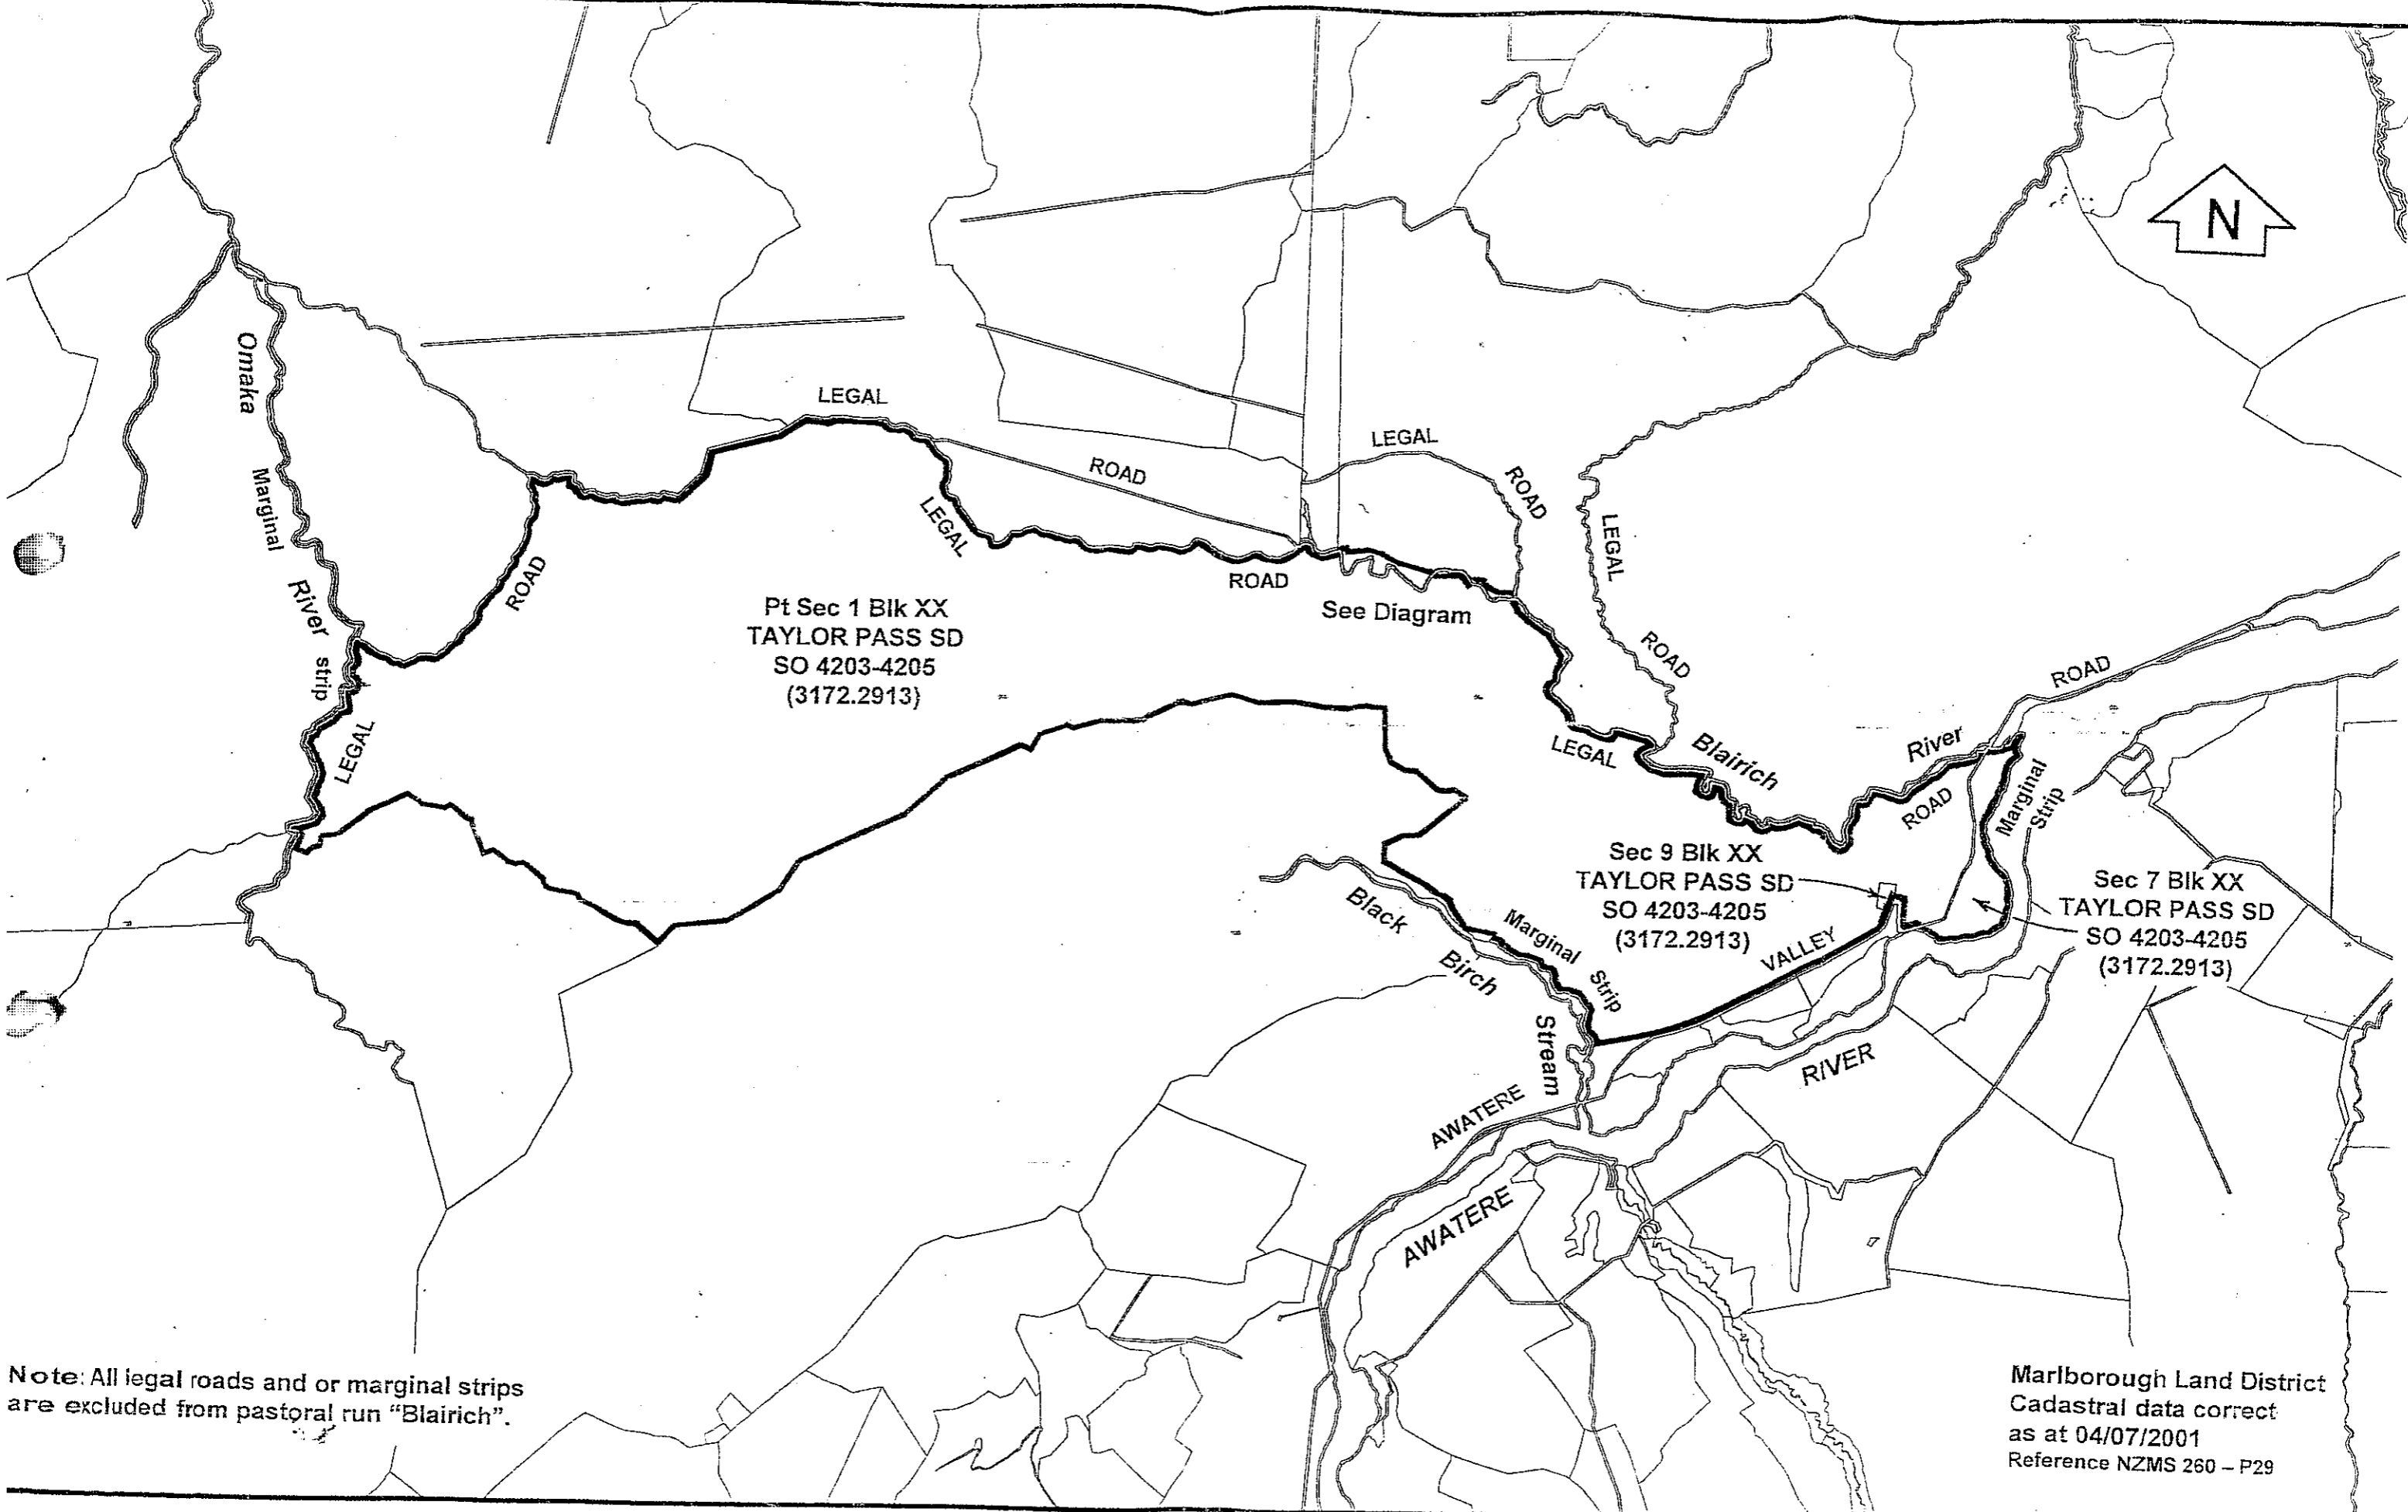 N
LEGAL
Omaka
Marginal
River
strip
ROAD
LEGAL
ROAD
LEGAL
ROAD
LEGAL
ROAD
See Diagram
LEGAL
ROAD
LEGAL
Blairich
River
ROAD
ROAD
Marginal
Strip
Pt Sec 1 Blk XX
TAYLOR PASS SD
SO 4203-4205
(3172.2913)
Sec 9 Blk XX
TAYLOR PASS SD
SO 4203-4205
(3172.2913)
Sec 7 Blk XX
TAYLOR PASS SD
SO 4203-4205
(3172.2913)
Black
Birch
Stream
Marginal
Strip
AWATERE
VALLEY
AWATERE
RIVER
Note: All legal roads and or marginal strips
are excluded from pastoral run “Blairich”.
Marlborough Land District
Cadastral data correct
as at 04/07/2001
Reference NZMS 260 – P29